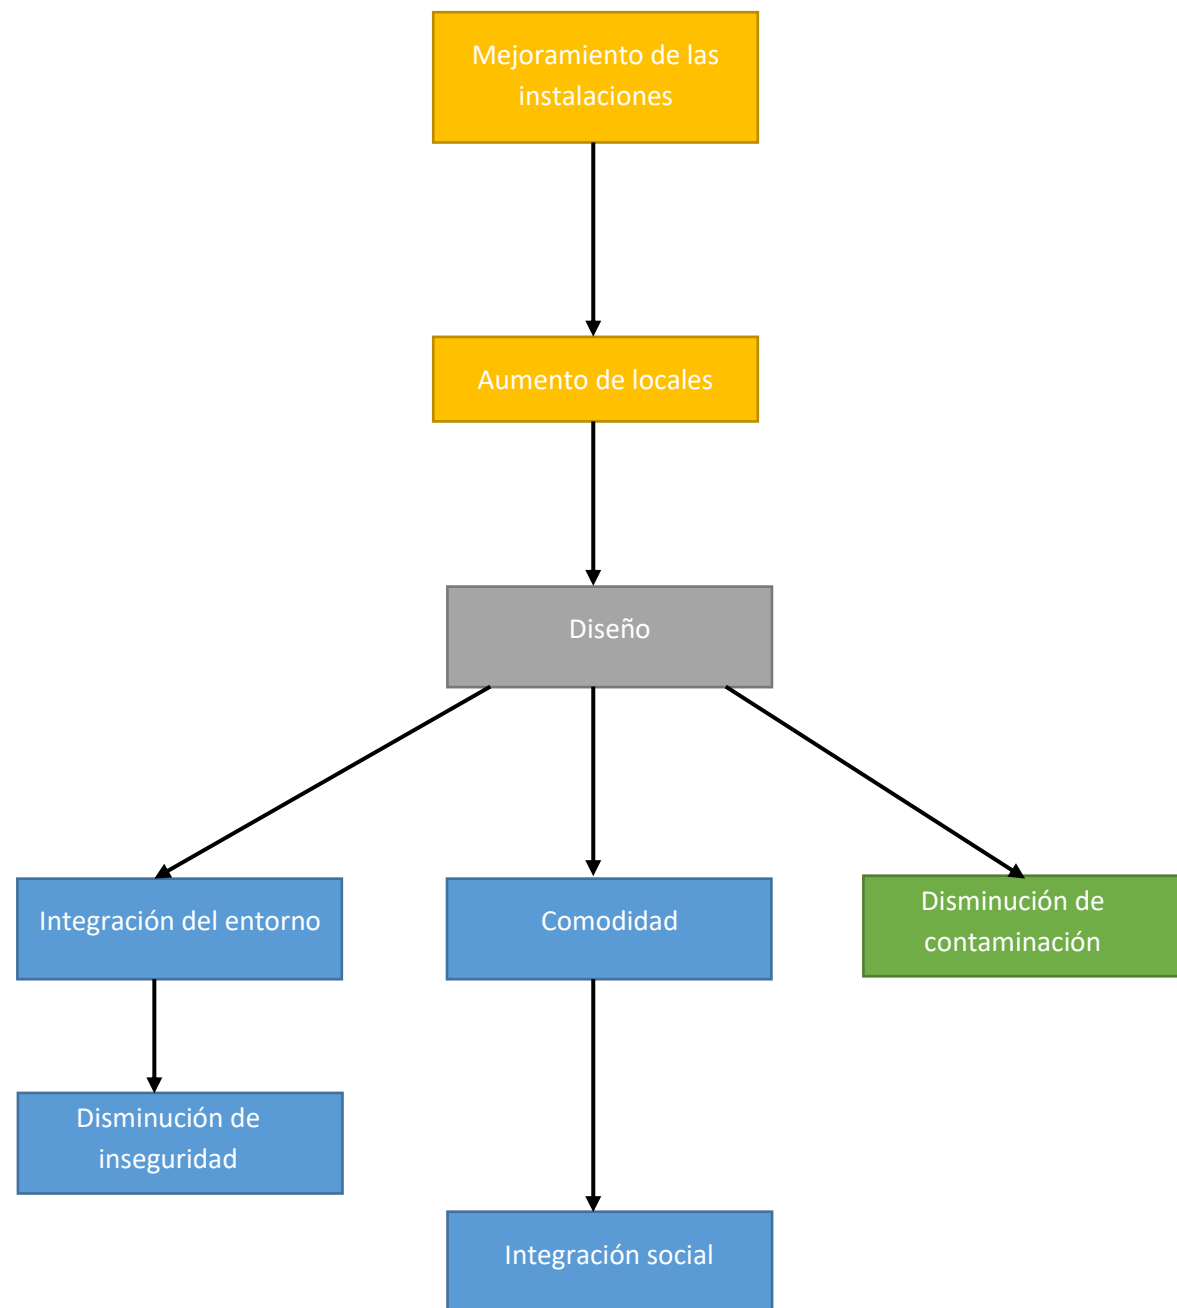 Mejoramiento de las
instalaciones
Aumento de locales
Diseño
Integración del entorno
Comodidad
Disminución de
contaminación
Disminución de
inseguridad
Integración social